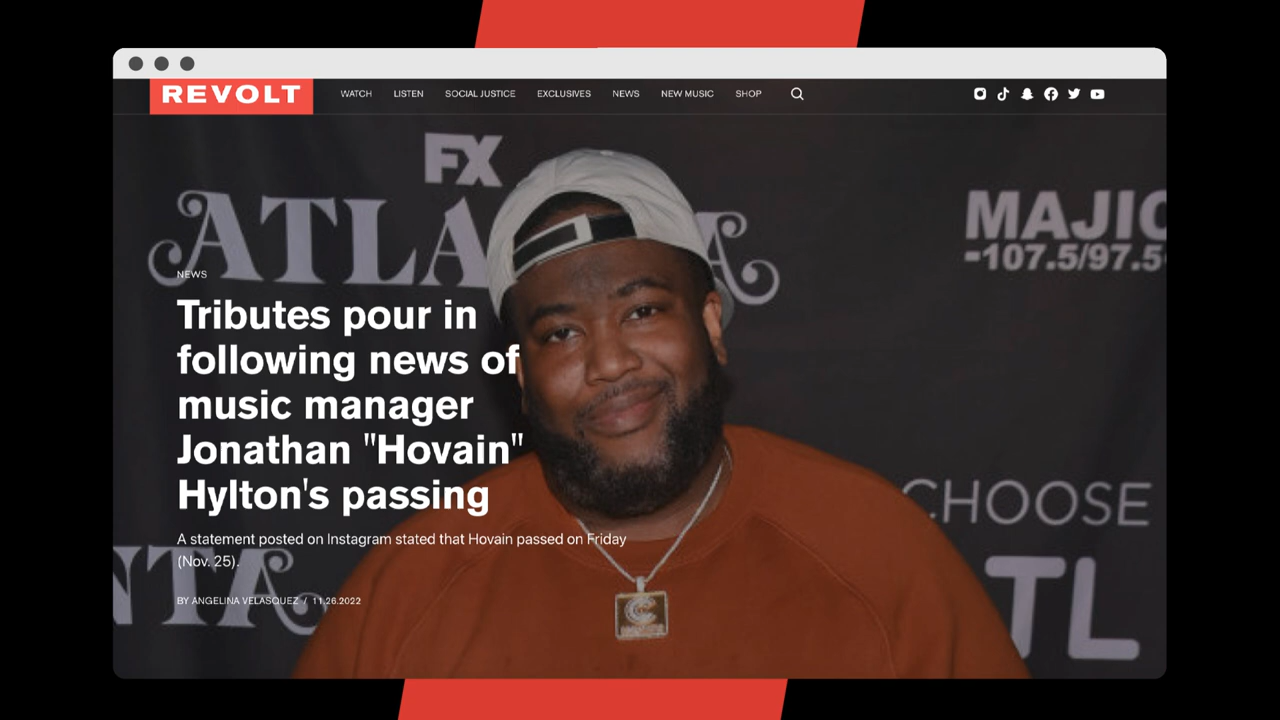 REVOLT
WATCH LISTEN SOCIAL JUSTICE EXCLUSIVES NEWS NEW MUSIC SHOP
FX
ATLA A
MAJIC
107.5/97.5
NEWS
Tributes pour in
following news of
music manager
Jonathan "Hovain"
Hylton's passing
CHOOSE
A statement posted on Instagram stated that Hovain passed on Friday
(Nov. 25).
NTA
TL
BY ANGELINA VELASQUEZ / 11.26.2022